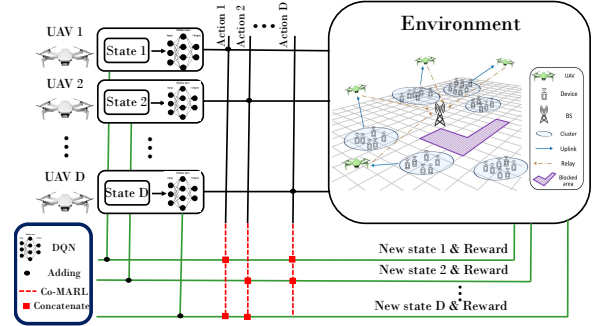 UAV 1
State 1
UAV 2
State 2
UAV D
State D
Action 1
Action 2
Action D
Environment
UAV
Device
BS
Cluster
Uplink
Relay
Blocked
area
DQN
Adding
Co-MARL
Concatenate
New state 1 & Reward
New state 2 & Reward
New state D & Reward